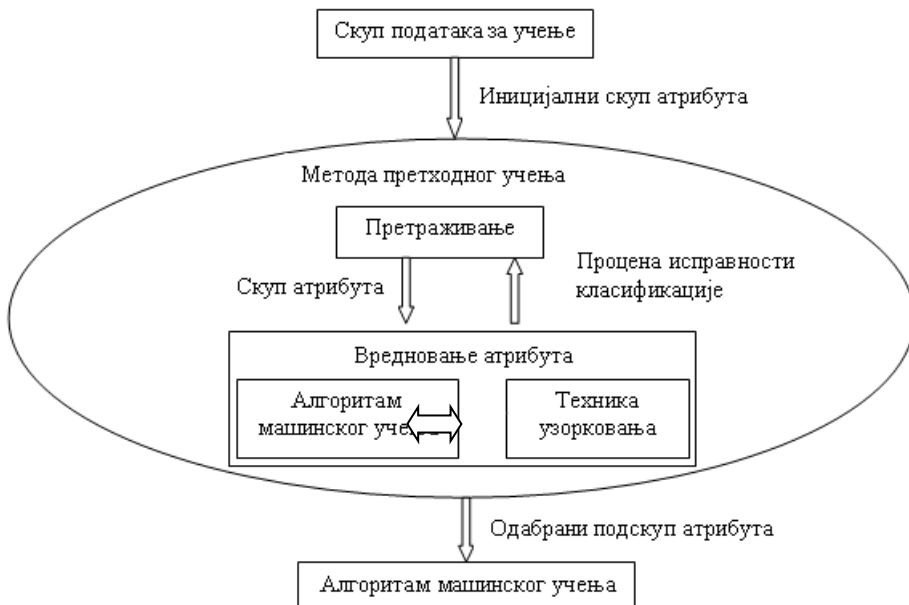 Скуп података за учење
Иницијални скуп атрибута
Метода претходног учења
Претраживање
Скуп атрибута
Процена исправности
класификације
Вредновање атрибута
Алгоритам
машинског учења
Техника
узорковања
Одабрани подскуп атрибута
Алгоритам машинског учења